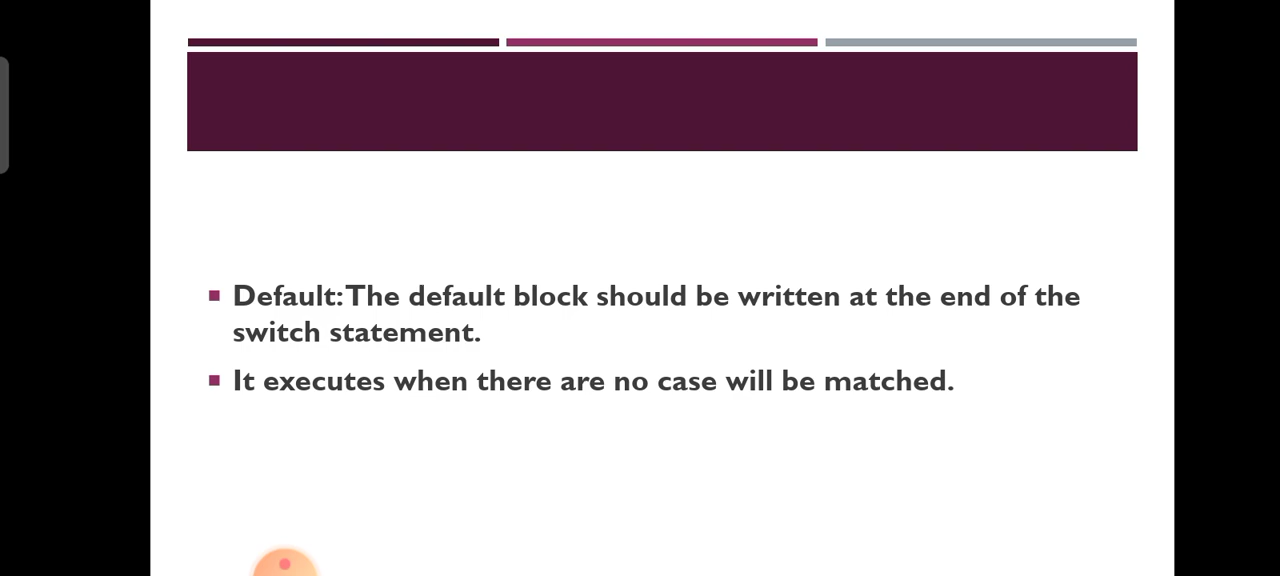 Default:The default block should be written at the end of the
switch statement.
It executes when there are no case will be matched.